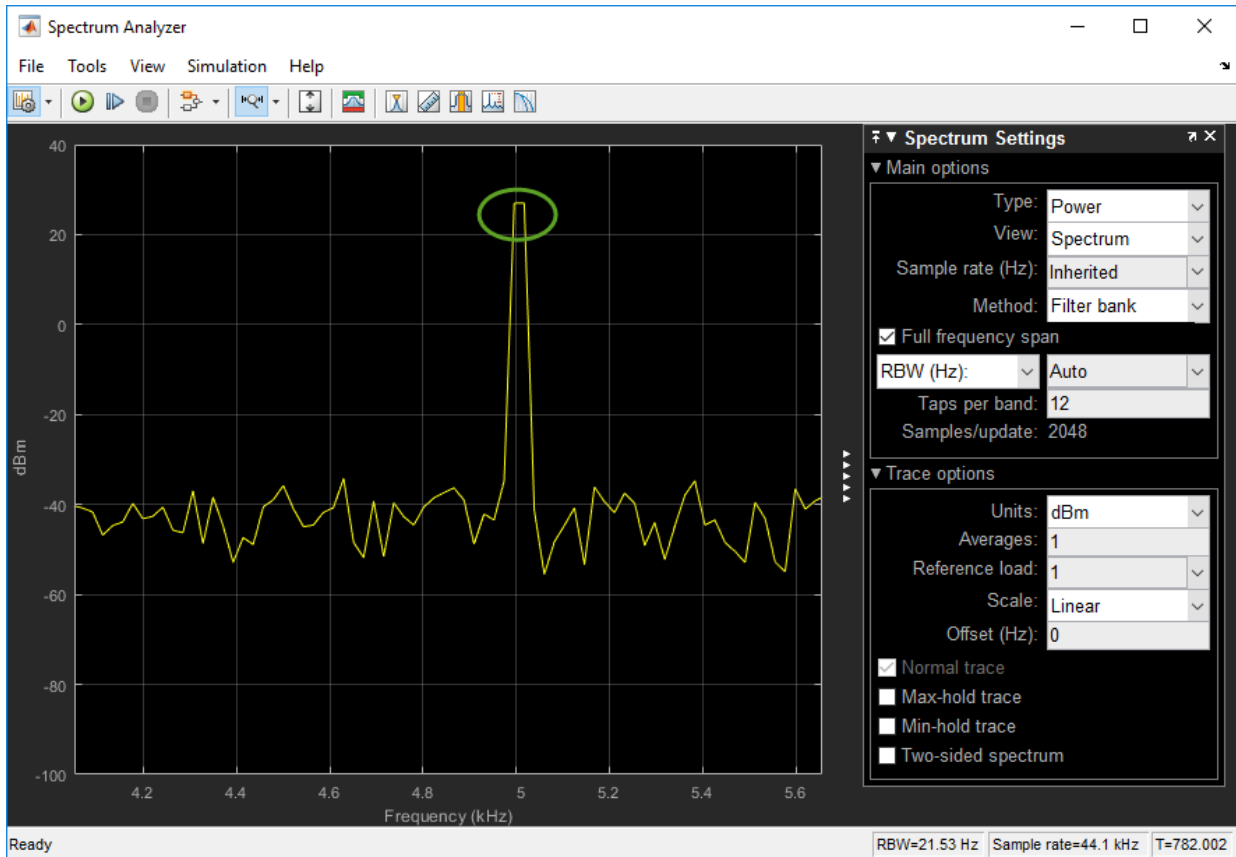 Spectrum Analyzer
File Tools View Simulation Help
40
20
0
-20
-40
-60
-80
-100
dBm
4.2 4.4 4.6 4.8 5 5.2 5.4 5.6
Frequency (kHz)
Spectrum Settings
Main options
Type: Power
View: Spectrum
Sample rate (Hz): Inherited
Method: Filter bank
Full frequency span
RBW (Hz): Auto
Taps per band: 12
Samples/update: 2048
Trace options
Units: dBm
Averages: 1
Reference load: 1
Scale: Linear
Offset (Hz): 0
Normal trace
Max-hold trace
Min-hold trace
Two-sided spectrum
Ready RBW=21.53 Hz Sample rate=44.1 kHz T=782.002